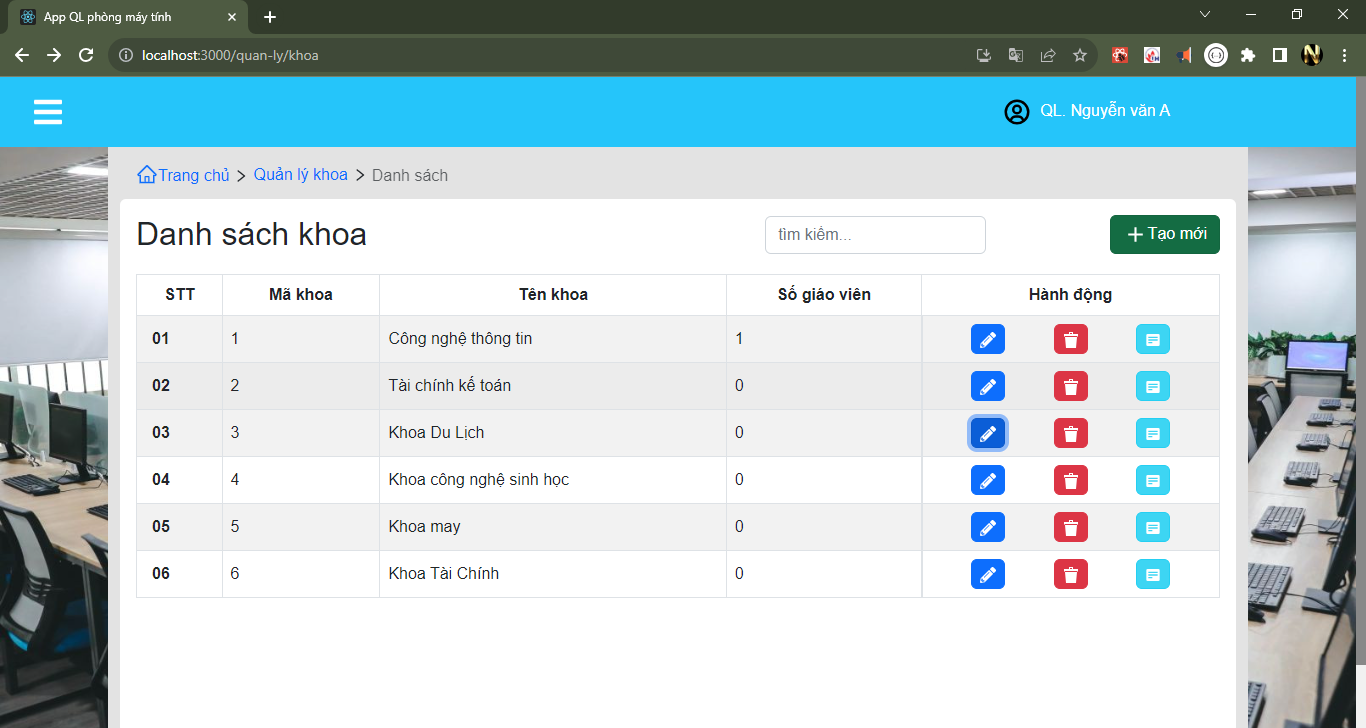 App QL phòng máy tính
localhost:3000/quan-ly/khoa
QL. Nguyễn văn A
Trang chủ > Quản lý khoa > Danh sách
Danh sách khoa
tìm kiếm...
Tạo mới
STT Mã khoa Tên khoa Số giáo viên Hành động
01 1 Công nghệ thông tin 1
02 2 Tài chính kế toán 0
03 3 Khoa Du Lịch 0
04 4 Khoa công nghệ sinh học 0
05 5 Khoa may 0
06 6 Khoa Tài Chính 0